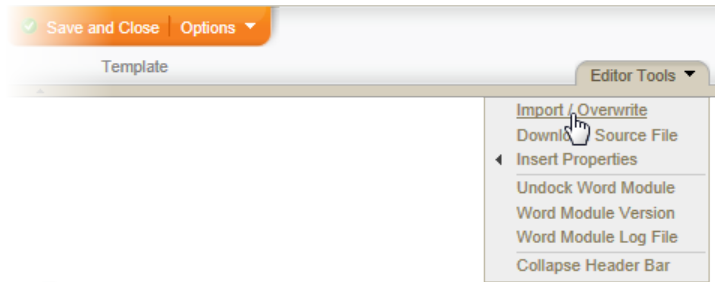 Save and Close Options
Template
Editor Tools
Import / Overwrite
Download Source File
Insert Properties
Undock Word Module
Word Module Version
Word Module Log File
Collapse Header Bar